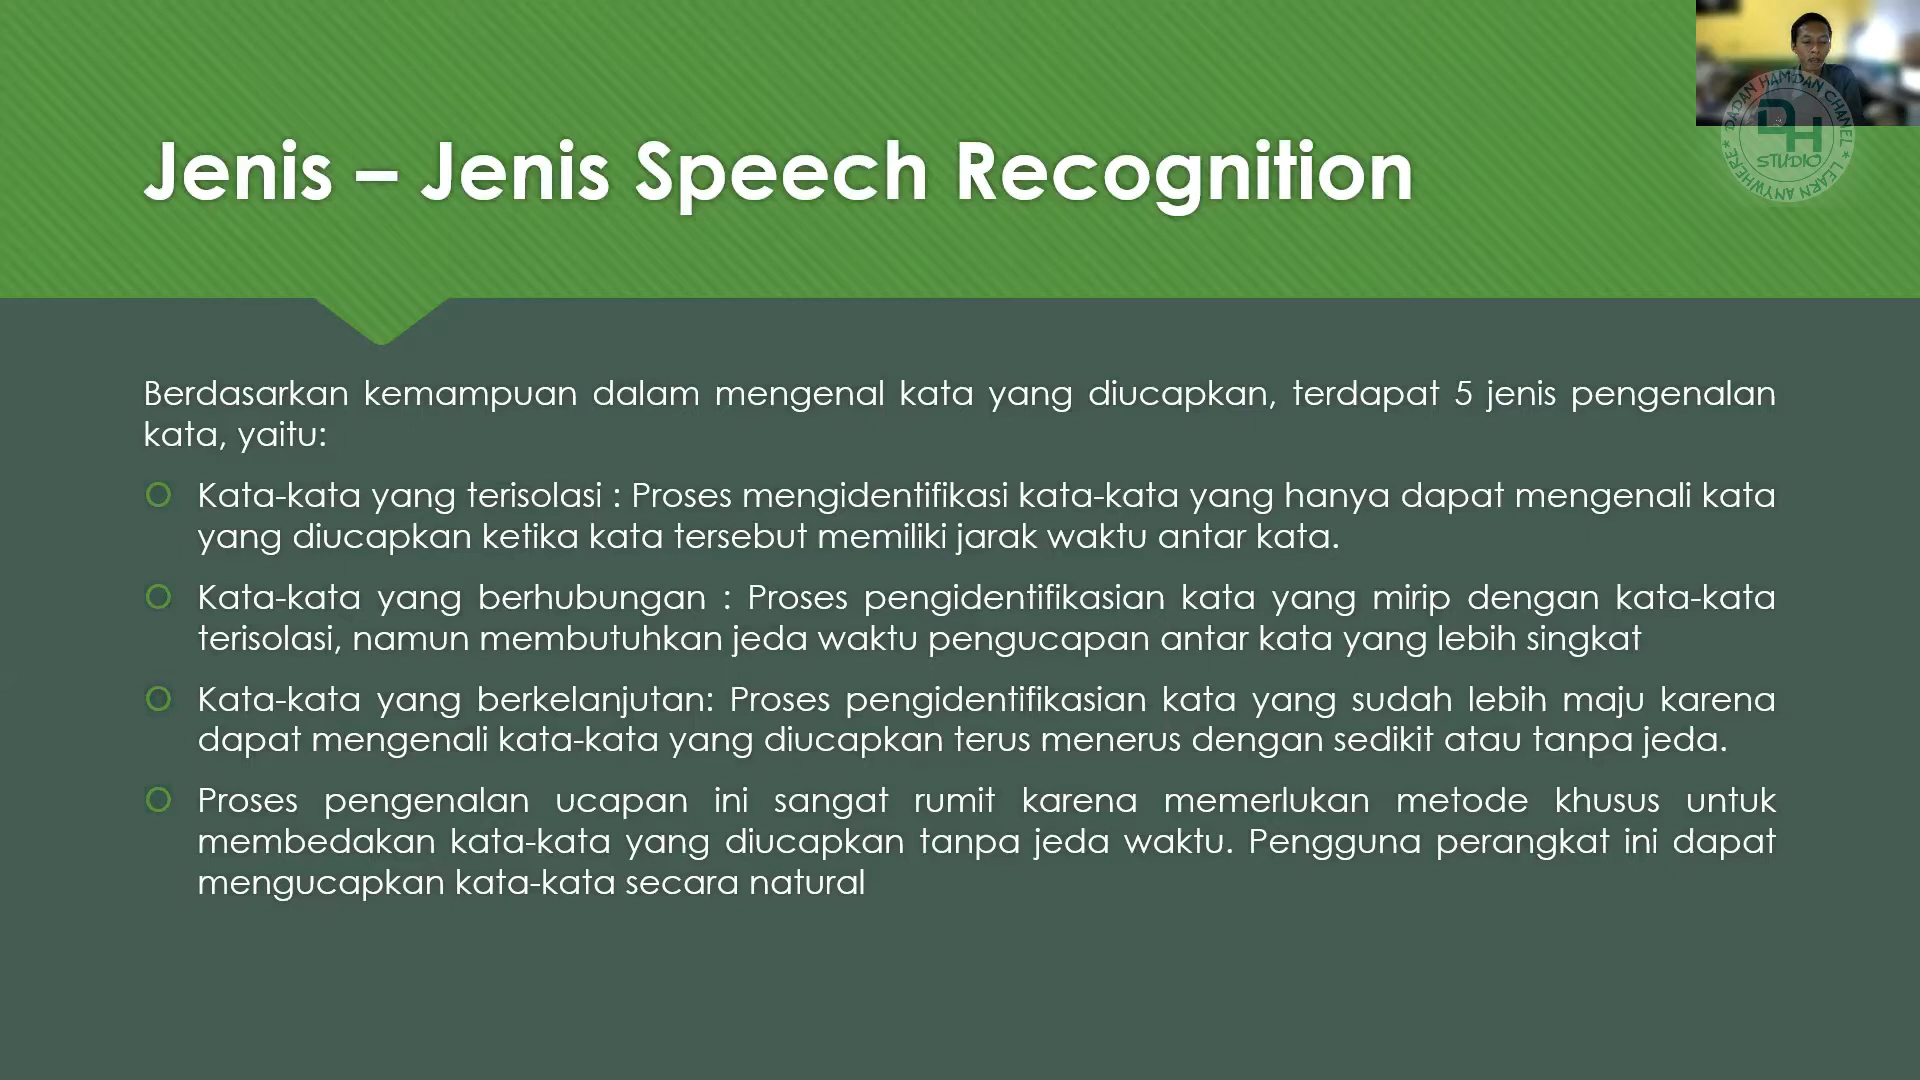 Jenis – Jenis Speech Recognition
DADAN HAMDAN CHANEL
DH
STUDIO
* LEARN ANYWHERE *
Berdasarkan kemampuan dalam mengenal kata yang diucapkan, terdapat 5 jenis pengenalan
kata, yaitu:
Kata-kata yang terisolasi : Proses mengidentifikasi kata-kata yang hanya dapat mengenali kata
yang diucapkan ketika kata tersebut memiliki jarak waktu antar kata.
Kata-kata yang berhubungan : Proses pengidentifikasian kata yang mirip dengan kata-kata
terisolasi, namun membutuhkan jeda waktu pengucapan antar kata yang lebih singkat
Kata-kata yang berkelanjutan: Proses pengidentifikasian kata yang sudah lebih maju karena
dapat mengenali kata-kata yang diucapkan terus menerus dengan sedikit atau tanpa jeda.
Proses pengenalan ucapan ini sangat rumit karena memerlukan metode khusus untuk
membedakan kata-kata yang diucapkan tanpa jeda waktu. Pengguna perangkat ini dapat
mengucapkan kata-kata secara natural